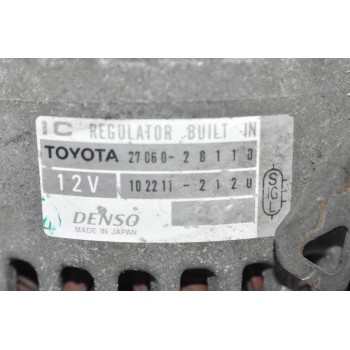 IC REGULATOR BUILT IN
TOYOTA 27060-28110
12V 102211-2120
DENSO
MADE IN JAPAN